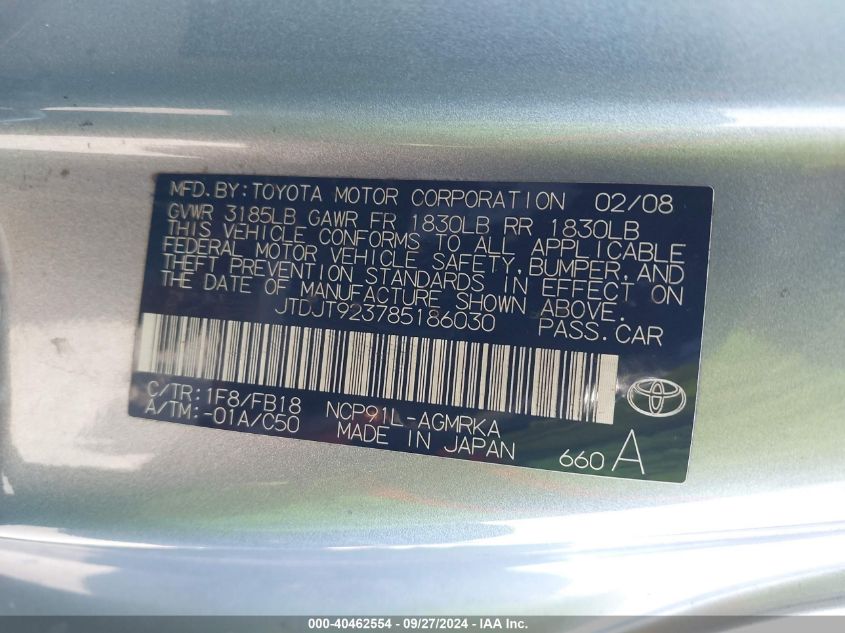 MFD. BY: TOYOTA MOTOR CORPORATION 02/08
GVWR 3185LB GAWR FR 1830LB RR 1830LB
THIS VEHICLE CONFORMS TO ALL APPLICABLE
FEDERAL MOTOR VEHICLE SAFETY, BUMPER, AND
THEFT PREVENTION STANDARDS IN EFFECT ON
THE DATE OF MANUFACTURE SHOWN ABOVE.
JTDJT923785186030 PASS. CAR
C/TR: 1F8/FB18 NCP91L-AGMRKA
A/TM: -01A/C50 MADE IN JAPAN
660 A
000-40462554 - 09/27/2024 - IAA Inc.